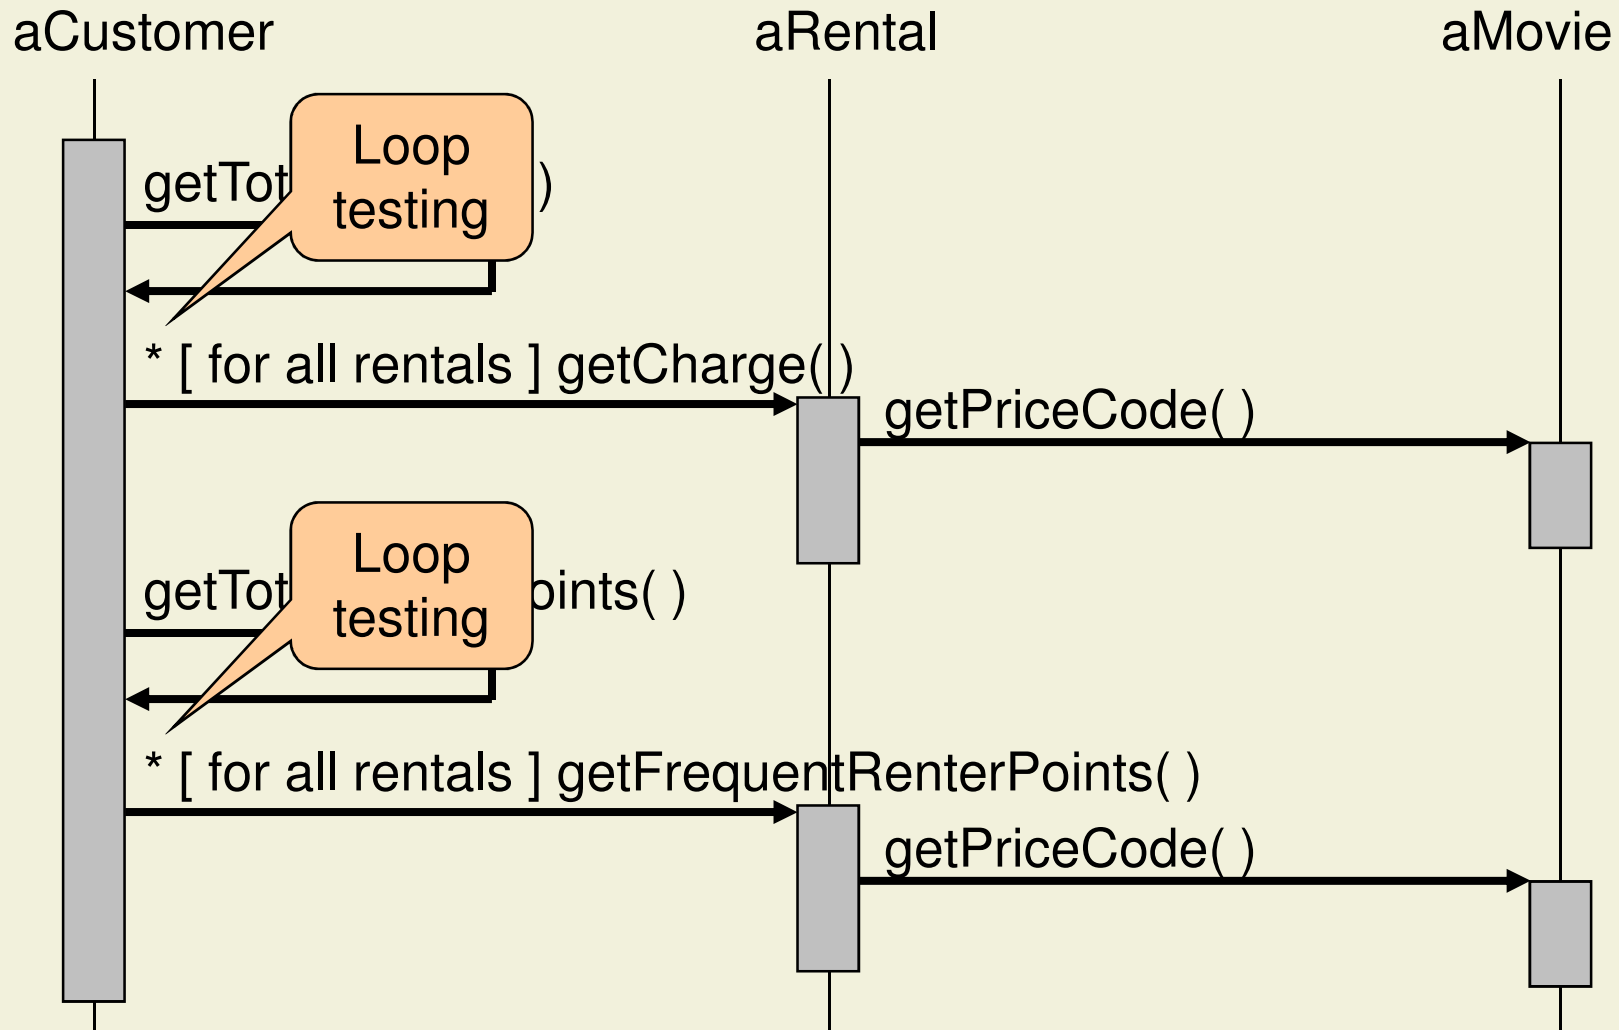 aCustomer aRental aMovie
Loop
testing
getTot )
* [ for all rentals ] getCharge( )
getPriceCode( )
Loop
testing
getTot oints( )
* [ for all rentals ] getFrequentRenterPoints( )
getPriceCode( )